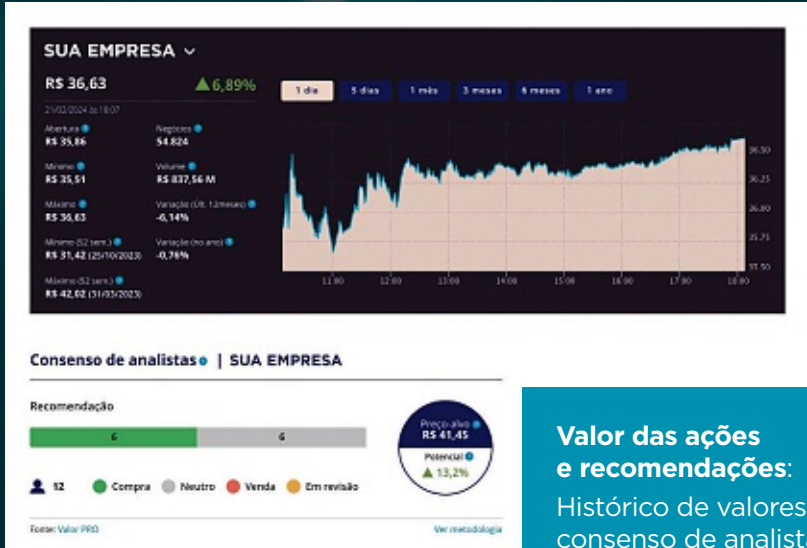 SUA EMPRESA
R$ 36,63
6,89%
21/02/2024 às 18:07
1 dia
5 dias
1 mês
3 meses
6 meses
1 ano
Abertura
R$ 35,86
Negócios
54.824
Mínimo
R$ 35,51
Volume
R$ 837,56 M
Máximo
R$ 36,63
Variação (Últ. 12meses)
-6,14%
Mínimo (52 sem.)
R$ 31,42 (25/10/2023)
Variação (no ano)
-0,76%
Máximo (52 sem.)
R$ 42,02 (31/03/2023)
36.50
36.25
36.00
35.75
35.50
11:00
12:00
13:00
14:00
15:00
16:00
17:00
18:00
Consenso de analistas | SUA EMPRESA
Recomendação
6
6
12
Compra
Neutro
Venda
Em revisão
Preço-alvo
R$ 41,45
Potencial
13,2%
Fonte: Valor PRO
Ver metodologia
Valor das ações
e recomendações:
Histórico de valores
consenso de analist